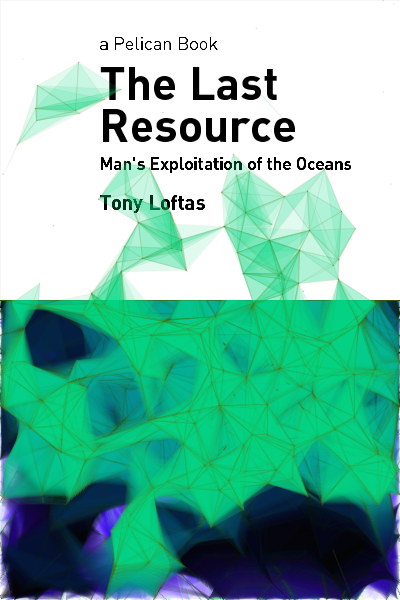 a Pelican Book
The Last
Resource
Man's Exploitation of the Oceans
Tony Loftas